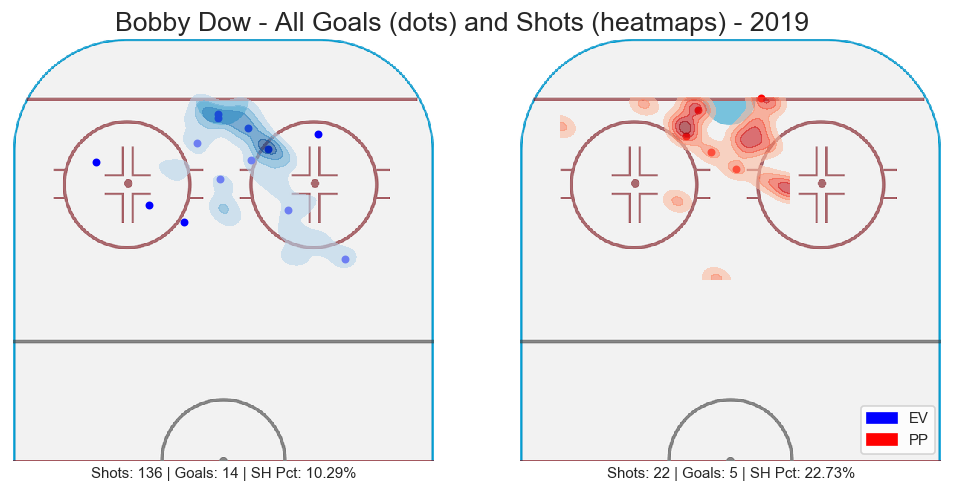 Bobby Dow - All Goals (dots) and Shots (heatmaps) - 2019
EV
PP
Shots: 136 | Goals: 14 | SH Pct: 10.29%
Shots: 22 | Goals: 5 | SH Pct: 22.73%